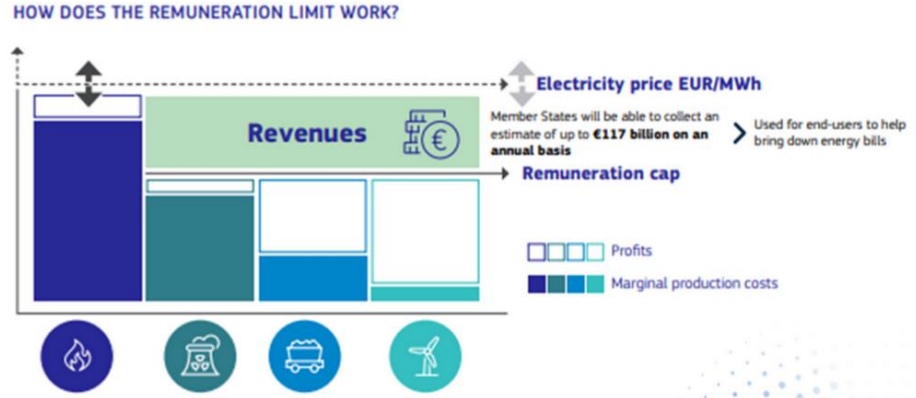 HOW DOES THE REMUNERATION LIMIT WORK?
Electricity price EUR/MWh
Revenues
€
Member States will be able to collect an
estimate of up to €117 billion on an
annual basis
Used for end-users to help
bring down energy bills
Remuneration cap
Profits
Marginal production costs